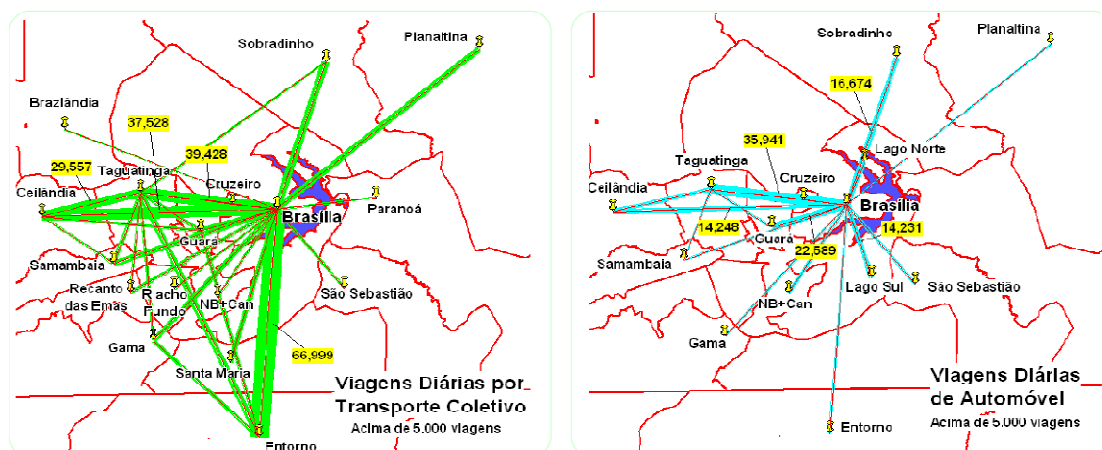 Sobradinho
Planaltina
Brazlândia
37,528
29,557
39,428
Taguatinga
Cruzeiro
Ceilândia
Paranoá
Brasília
Guará
Samambaia
Recanto
das Emas
Riacho
Fundo
NB+Can
São Sebastião
Gama
66,999
Santa Maria
Viagens Diárias por
Transporte Coletivo
Acima de 5.000 viagens
Entorno
Sobradinho
Planaltina
16,674
35,941
Lago Norte
Taguatinga
Cruzeiro
Ceilândia
Brasília
14,248
Guará
14,231
22,589
Samambaia
Lago Sul
São Sebastião
NB+Can
Gama
Viagens Diárias
de Automóvel
Acima de 5.000 viagens
Entorno